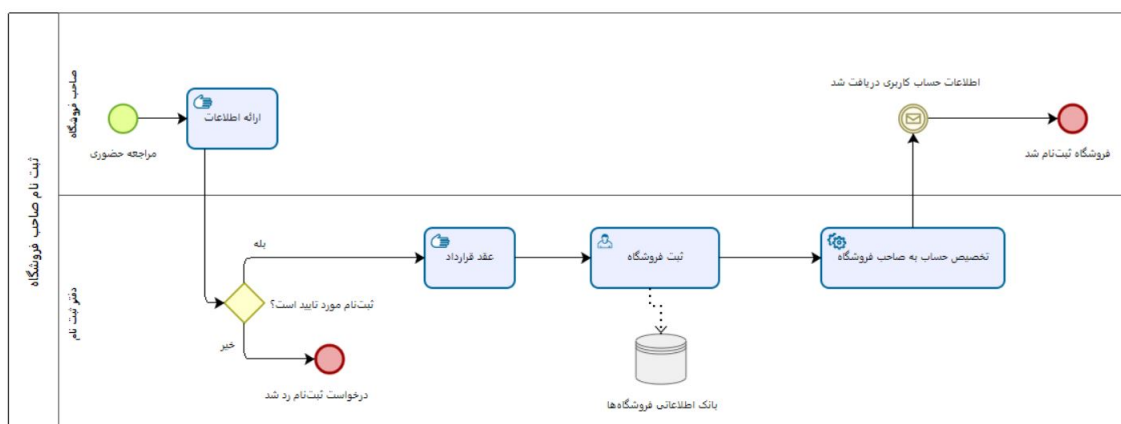 ثبت نام صاحب فروشگاه
صاحب فروشگاه
مراجعه حضوری
ارائه اطلاعات
اطلاعات حساب کاربری دریافت شد
فروشگاه ثبت‌نام شد
دفتر ثبت نام
ثبت‌نام مورد تایید است؟
بله
خیر
درخواست ثبت‌نام رد شد
عقد قرارداد
ثبت فروشگاه
بانک اطلاعاتی فروشگاه‌ها
تخصیص حساب به صاحب فروشگاه